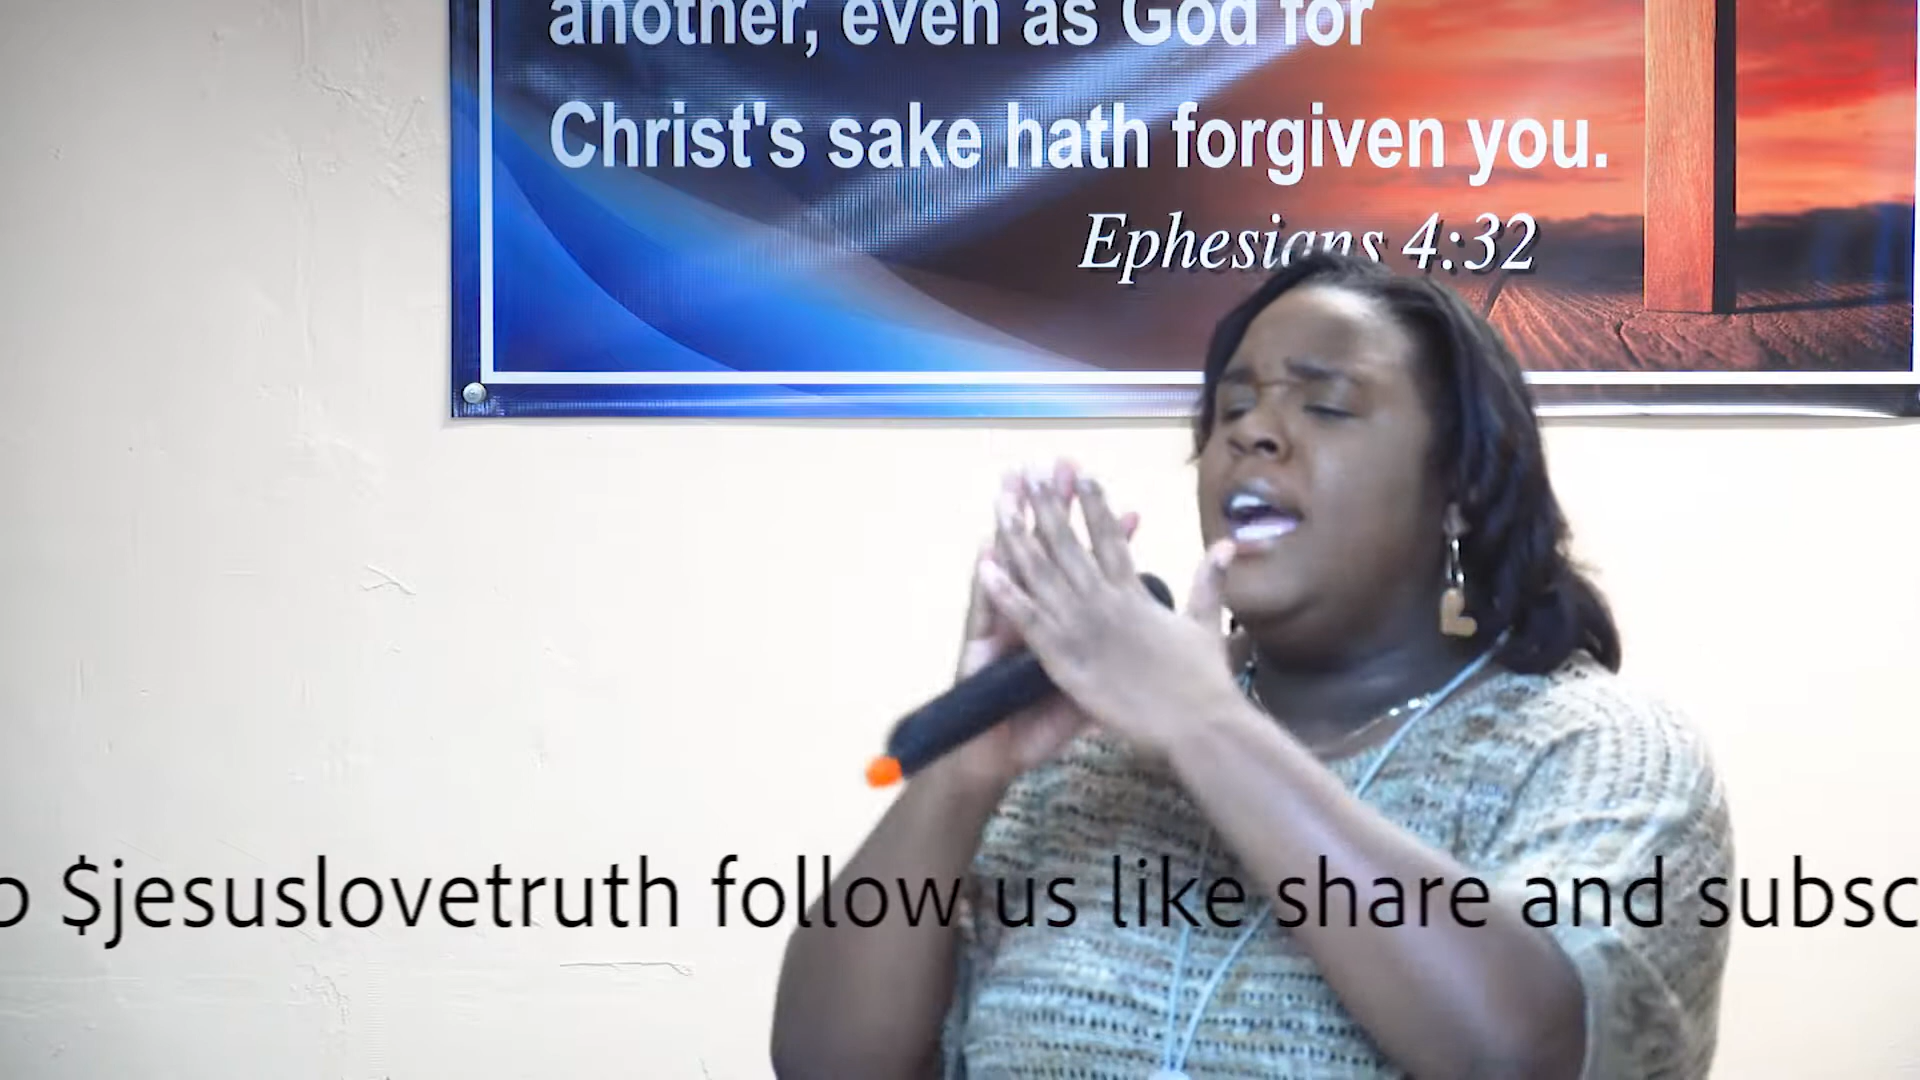 another, even as God for
Christ's sake hath forgiven you.
Ephesians 4:32
$jesuslovetruth follow us like share and